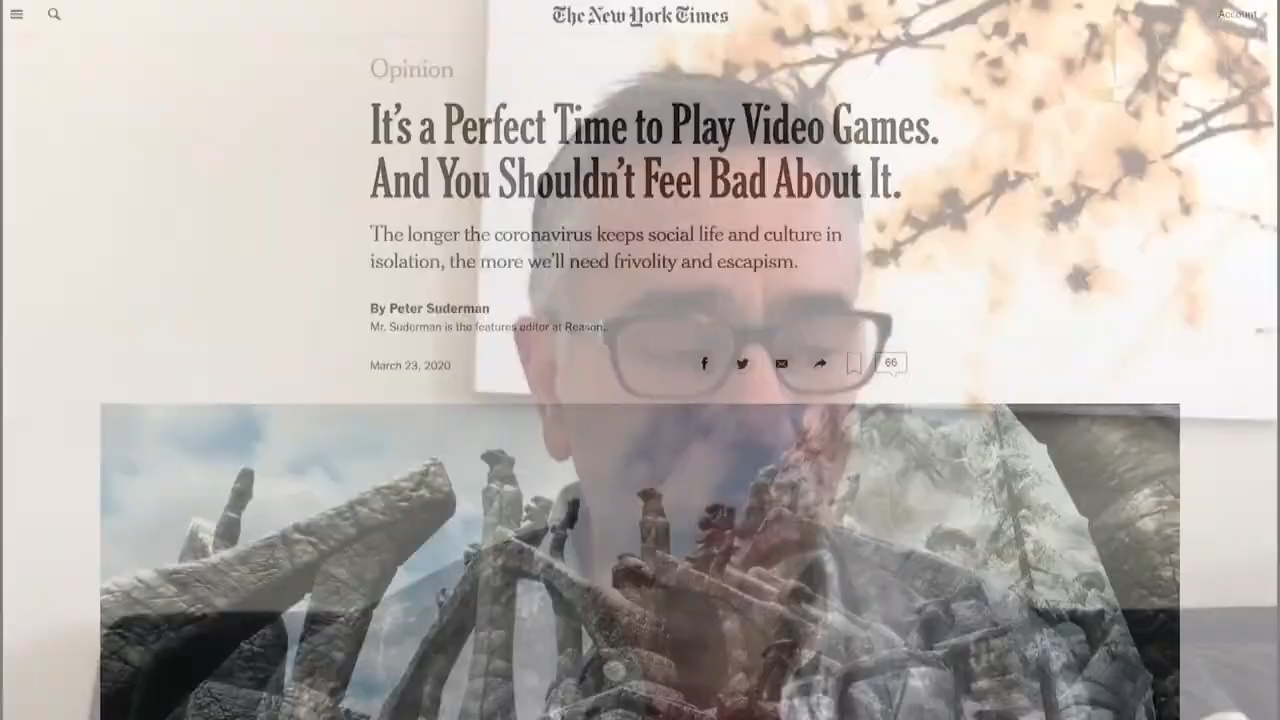 The New York Times
Account
Opinion
It's a Perfect Time to Play Video Games.
And You Shouldn't Feel Bad About It.
The longer the coronavirus keeps social life and culture in
isolation, the more we'll need frivolity and escapism.
By Peter Suderman
Mr. Suderman is the features editor at Reason.
March 23, 2020
66